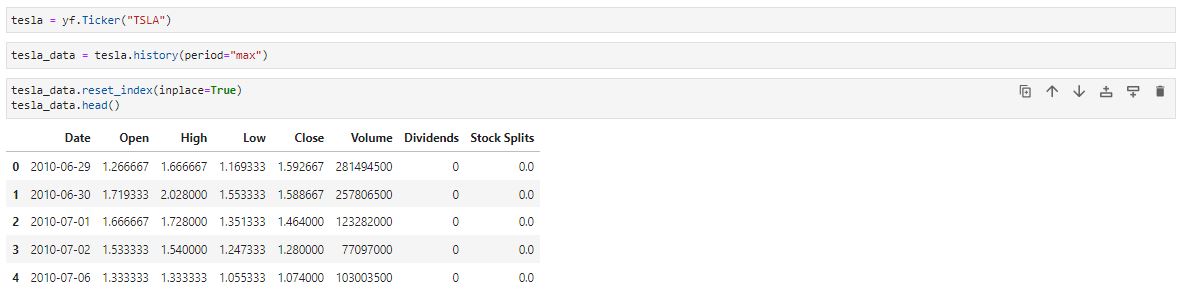 tesla = yf.Ticker("TSLA")
tesla_data = tesla.history(period="max")
tesla_data.reset_index(inplace=True)
tesla_data.head()
Date Open High Low Close Volume Dividends Stock Splits
0 2010-06-29 1.266667 1.666667 1.169333 1.592667 281494500 0 0.0
1 2010-06-30 1.719333 2.028000 1.553333 1.588667 257806500 0 0.0
2 2010-07-01 1.666667 1.728000 1.351333 1.464000 123282000 0 0.0
3 2010-07-02 1.533333 1.540000 1.247333 1.280000 77097000 0 0.0
4 2010-07-06 1.333333 1.333333 1.055333 1.074000 103003500 0 0.0